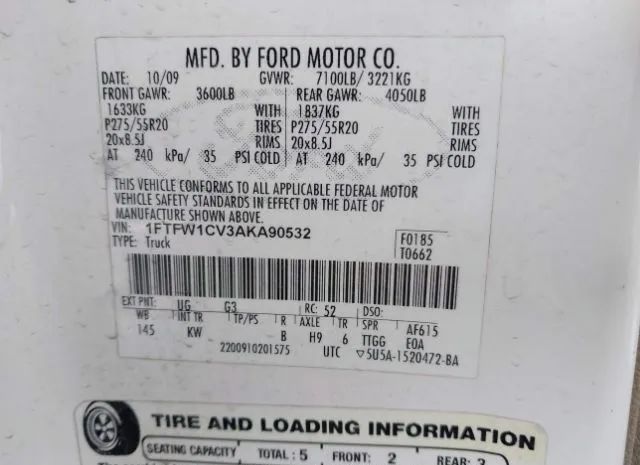 MFD. BY FORD MOTOR CO.
DATE: 10/09 GVWR: 7100LB/ 3221KG
FRONT GAWR: 3600LB REAR GAWR: 4050LB
1633KG WITH 1837KG WITH
P275/55R20 TIRES P275/55R20 TIRES
20x8.5J RIMS 20x8.5J RIMS
AT 240 kPa/ 35 PSI COLD AT 240 kPa/ 35 PSI COLD
THIS VEHICLE CONFORMS TO ALL APPLICABLE FEDERAL MOTOR
VEHICLE SAFETY STANDARDS IN EFFECT ON THE DATE OF
MANUFACTURE SHOWN ABOVE.
VIN: 1FTFW1CV3AKA90532 F0185
TYPE: Truck T0662
EXT PNT: UG G3 RC: 52 DSO:
WB INT TR TP/PS R AXLE TR SPR AF615
145 KW B H9 6 TTGG EOA
2200910201575 UTC ▽5U5A-1520472-BA
TIRE AND LOADING INFORMATION
SEATING CAPACITY TOTAL : 5 FRONT: 2 REAR: